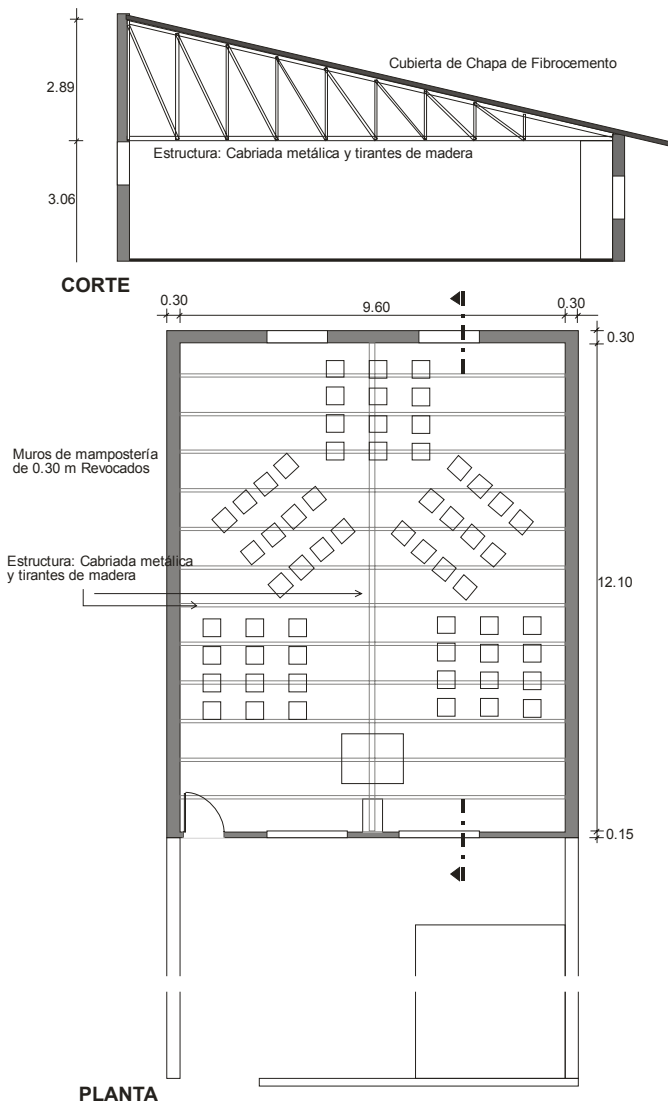 Cubierta de Chapa de Fibrocemento
2.89
Estructura: Cabriada metálica y tirantes de madera
3.06
CORTE
0.30
9.60
0.30
0.30
Muros de mampostería
de 0.30 m Revocados
Estructura: Cabriada metálica
y tirantes de madera
12.10
0.15
PLANTA